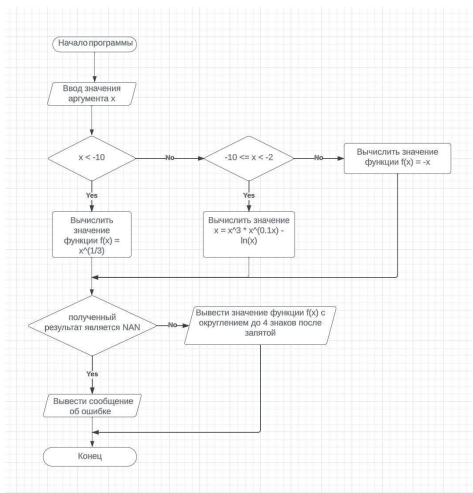 Начало программы
Ввод значения
аргумента x
x < -10
No
-10 <= x < -2
No
Вычислить значение
функции f(x) = -x
Yes
Yes
Вычислить
значение
функции f(x) =
x^(1/3)
Вычислить значение
x = x^3 * x^(0.1x) -
ln(x)
полученный
результат является NAN
No
Вывести значение функции f(x) с
округлением до 4 знаков после
запятой
Yes
Вывести сообщение
об ошибке
Конец